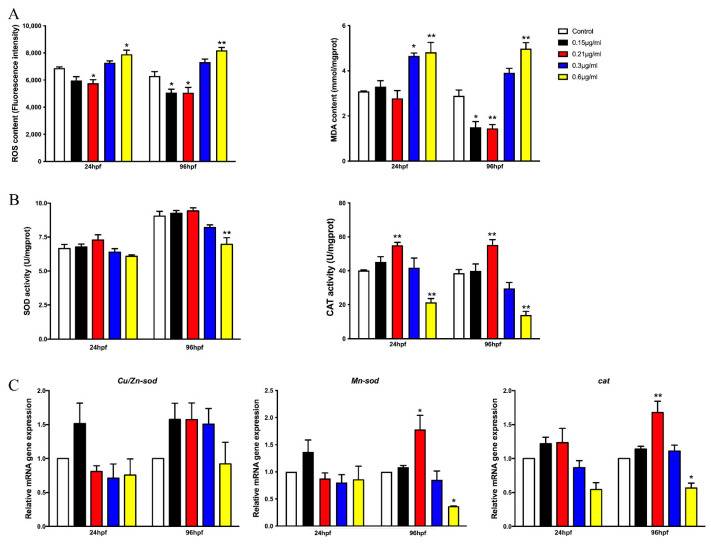 A
ROS content (Fluorescence intensity)
10,000
8,000
6,000
4,000
2,000
0
* * *
* * **
24hpf 96hpf
MDA content (mmol/mgprot)
6
4
2
0
* **
* ** **
24hpf 96hpf
Control
0.15µg/ml
0.21µg/ml
0.3µg/ml
0.6µg/ml
B
SOD activity (U/mgprot)
10.0
7.5
5.0
2.5
0.0
**
24hpf 96hpf
CAT activity (U/mgprot)
80
60
40
20
0
** **
** **
24hpf 96hpf
C
Cu/Zn-sod
Relative mRNA gene expression
2.0
1.5
1.0
0.5
0.0
24hpf 96hpf
Mn-sod
Relative mRNA gene expression
2.5
2.0
1.5
1.0
0.5
0.0
* *
24hpf 96hpf
cat
Relative mRNA gene expression
2.0
1.5
1.0
0.5
0.0
** *
24hpf 96hpf